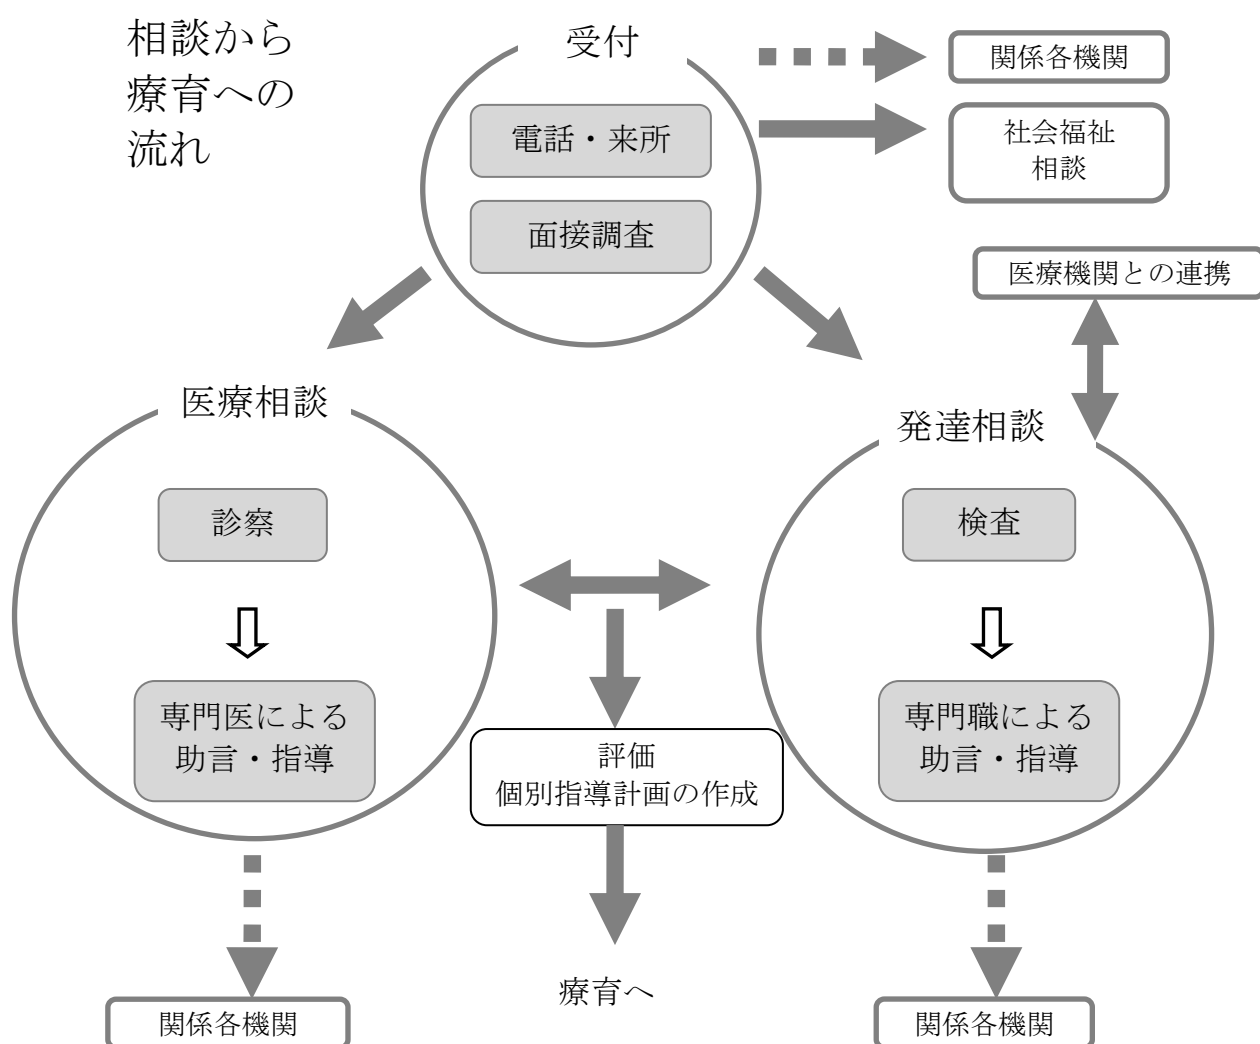 相談から
療育への
流れ
受付
電話・来所
面接調査
関係各機関
社会福祉
相談
医療機関との連携
医療相談
診察
専門医による
助言・指導
発達相談
検査
専門職による
助言・指導
評価
個別指導計画の作成
関係各機関
療育へ
関係各機関